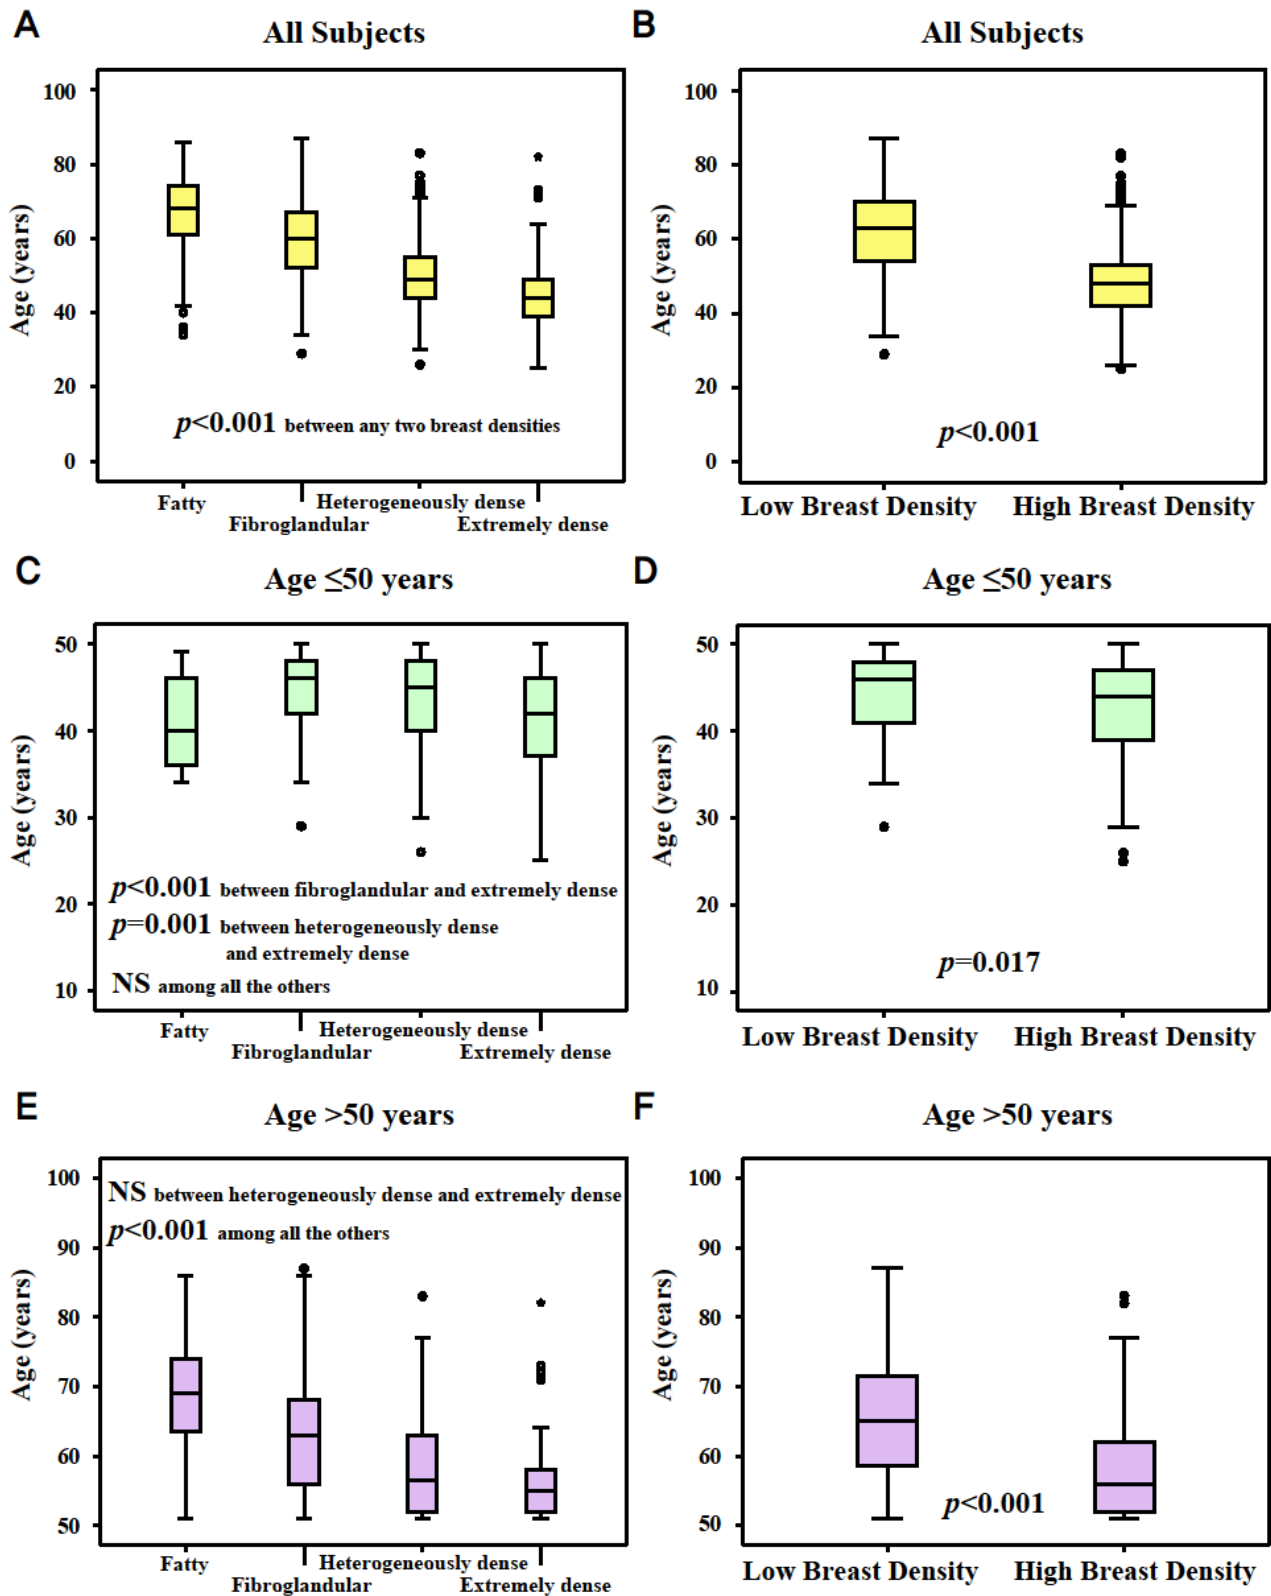 A
All Subjects
Age (years)
100
80
60
40
20
0
p<0.001 between any two breast densities
Fatty
Fibroglandular
Heterogeneously dense
Extremely dense
B
All Subjects
Age (years)
100
80
60
40
20
0
p<0.001
Low Breast Density
High Breast Density
C
Age ≤50 years
Age (years)
50
40
30
20
10
p<0.001 between fibroglandular and extremely dense
p=0.001 between heterogeneously dense
and extremely dense
NS among all the others
Fatty
Fibroglandular
Heterogeneously dense
Extremely dense
D
Age ≤50 years
Age (years)
50
40
30
20
10
p=0.017
Low Breast Density
High Breast Density
E
Age >50 years
Age (years)
100
90
80
70
60
50
NS between heterogeneously dense and extremely dense
p<0.001 among all the others
Fatty
Fibroglandular
Heterogeneously dense
Extremely dense
F
Age >50 years
Age (years)
100
90
80
70
60
50
p<0.001
Low Breast Density
High Breast Density